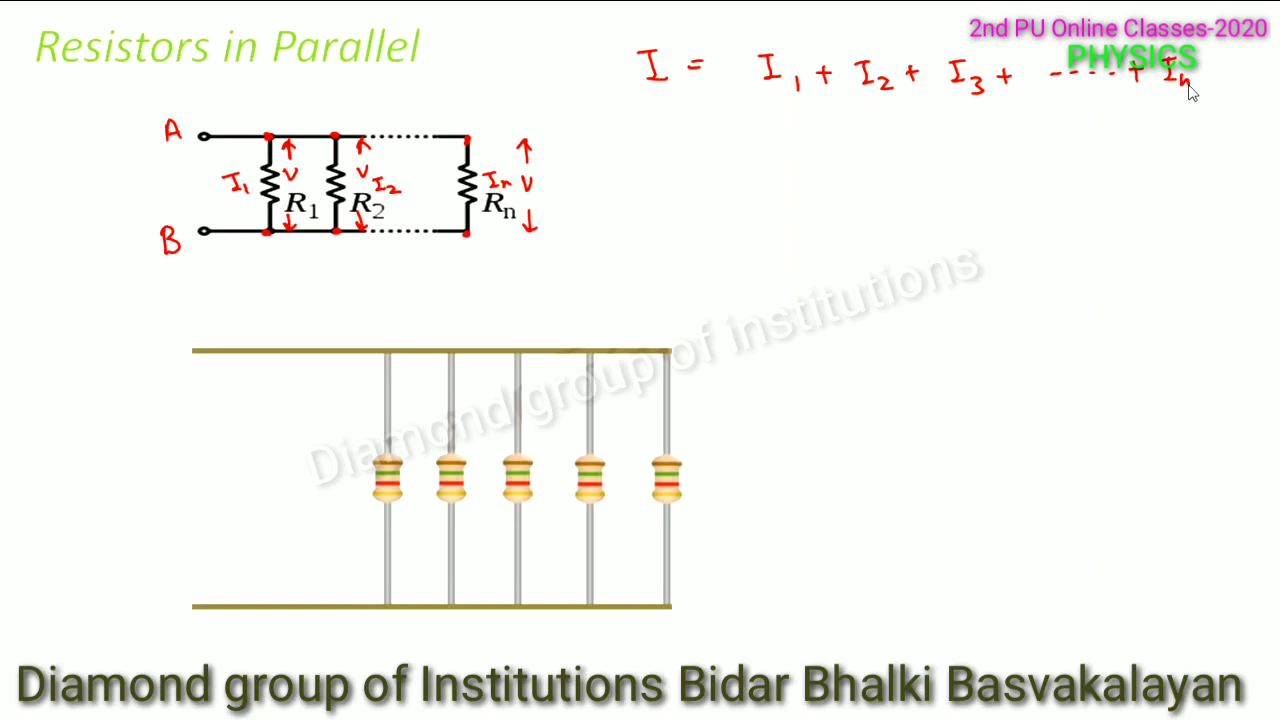 Resistors in Parallel
2nd PU Online Classes-2020
PHYSICS
I = I₁ + I₂ + I₃ + ----- + Iₙ
A
I₁ V R₁ V I₂ R₂ Iₙ V Rₙ
B
Diamond group of institutions
Diamond group of Institutions Bidar Bhalki Basvakalayan